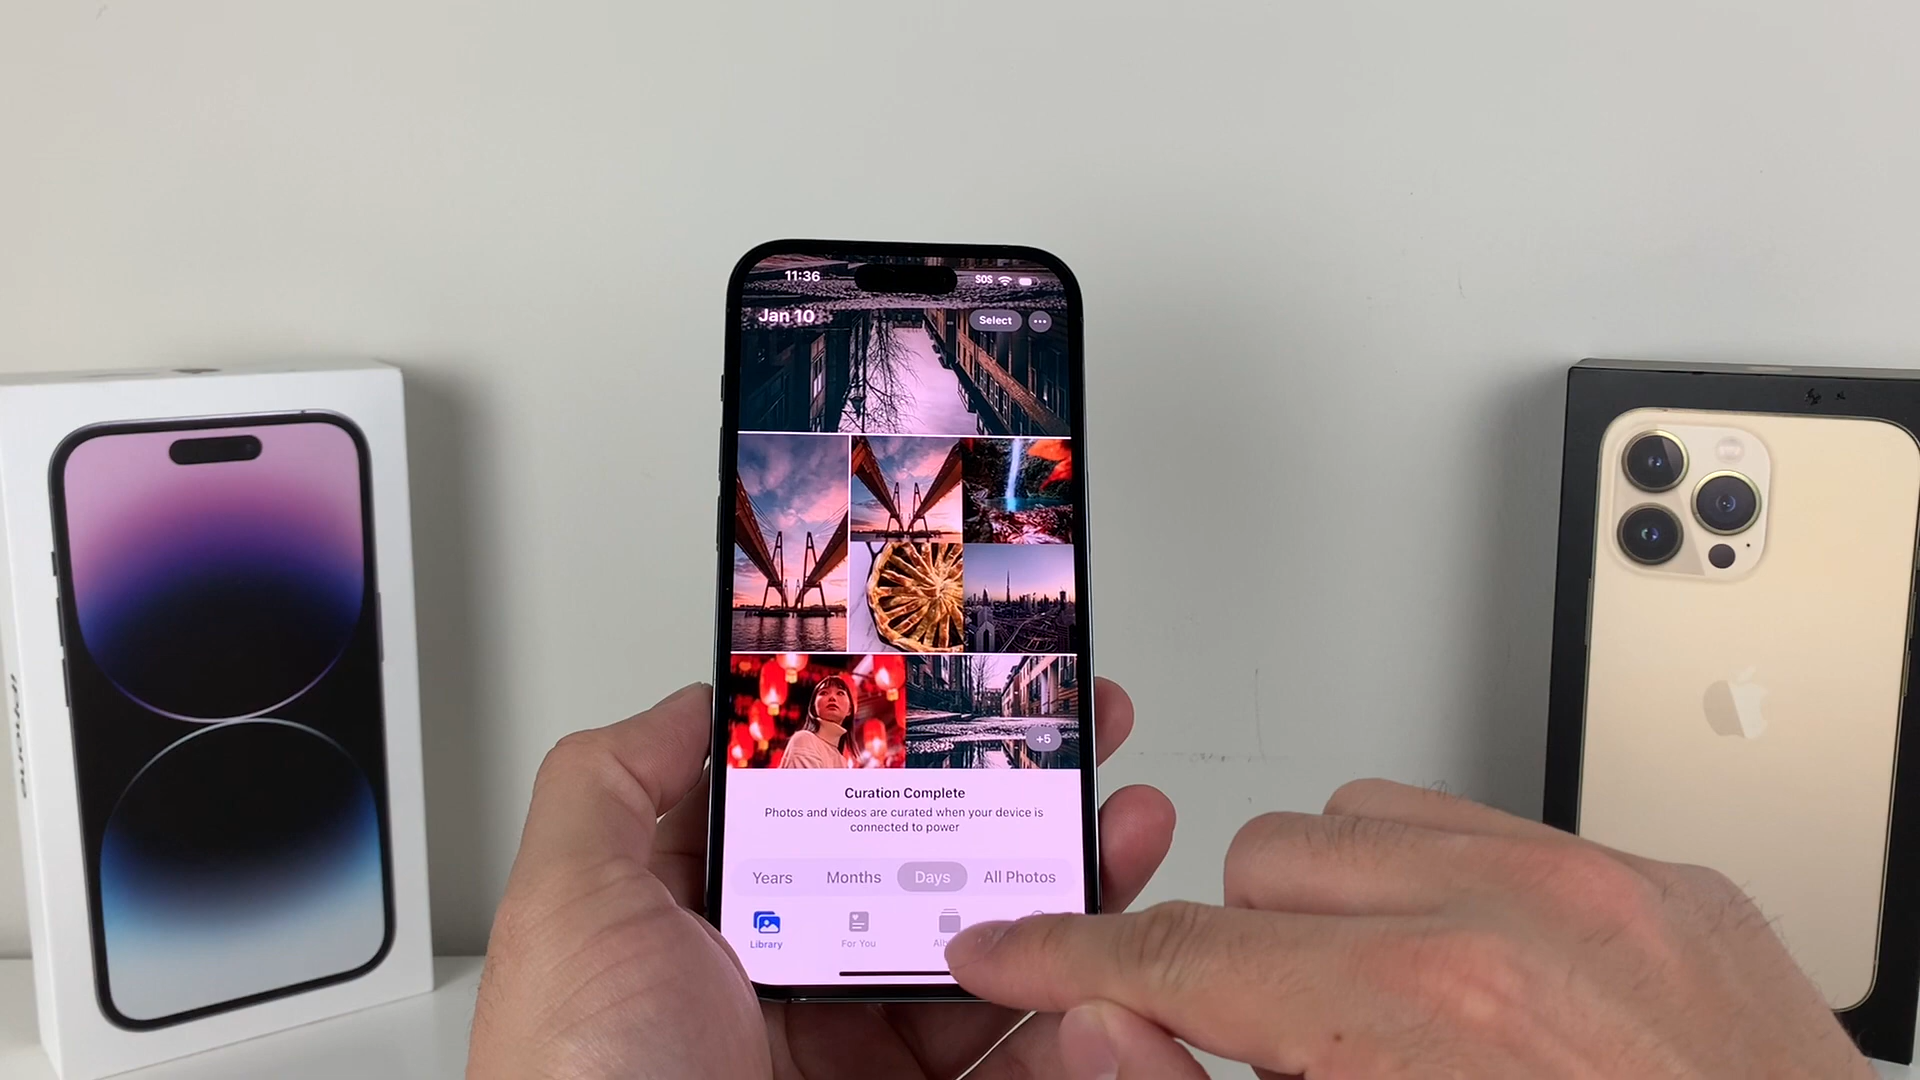 11:36
SOS
Jan 10
Select
+5
Curation Complete
Photos and videos are curated when your device is
connected to power
Years
Months
Days
All Photos
Library
For You
iPhone